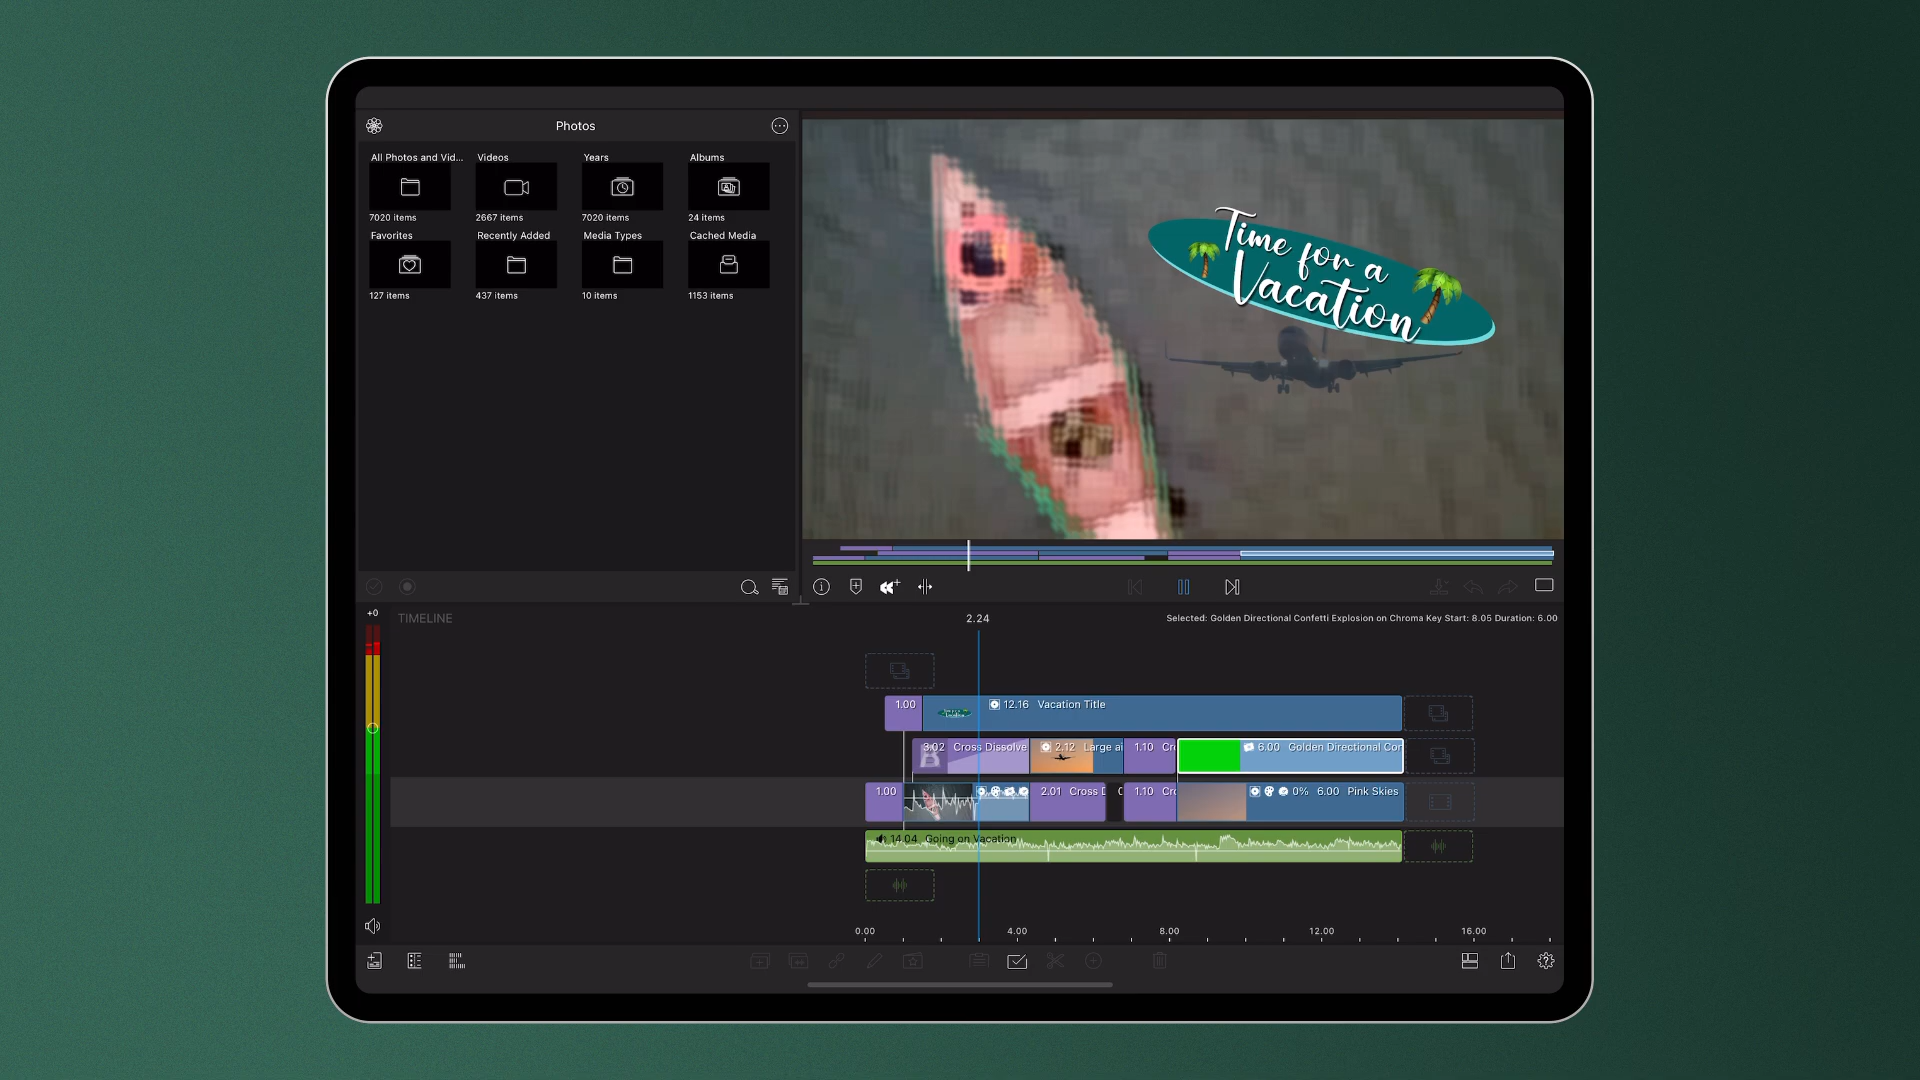 Photos
All Photos and Vid...
Videos
Years
Albums
7020 items
2667 items
7020 items
24 items
Favorites
Recently Added
Media Types
Cached Media
127 items
437 items
10 items
1153 items
Time for a
Vacation
+0
TIMELINE
2.24
Selected: Golden Directional Confetti Explosion on Chroma Key Start: 8.05 Duration: 6.00
1.00
12.16 Vacation Title
3.02 Cross Dissolve
2.12 Large ai
1.10 Cr
6.00 Golden Directional Con
1.00
2.01 Cross D
1.10 Cr
0% 6.00 Pink Skies
14.04 Going on Vacation
0.00
4.00
8.00
12.00
16.00